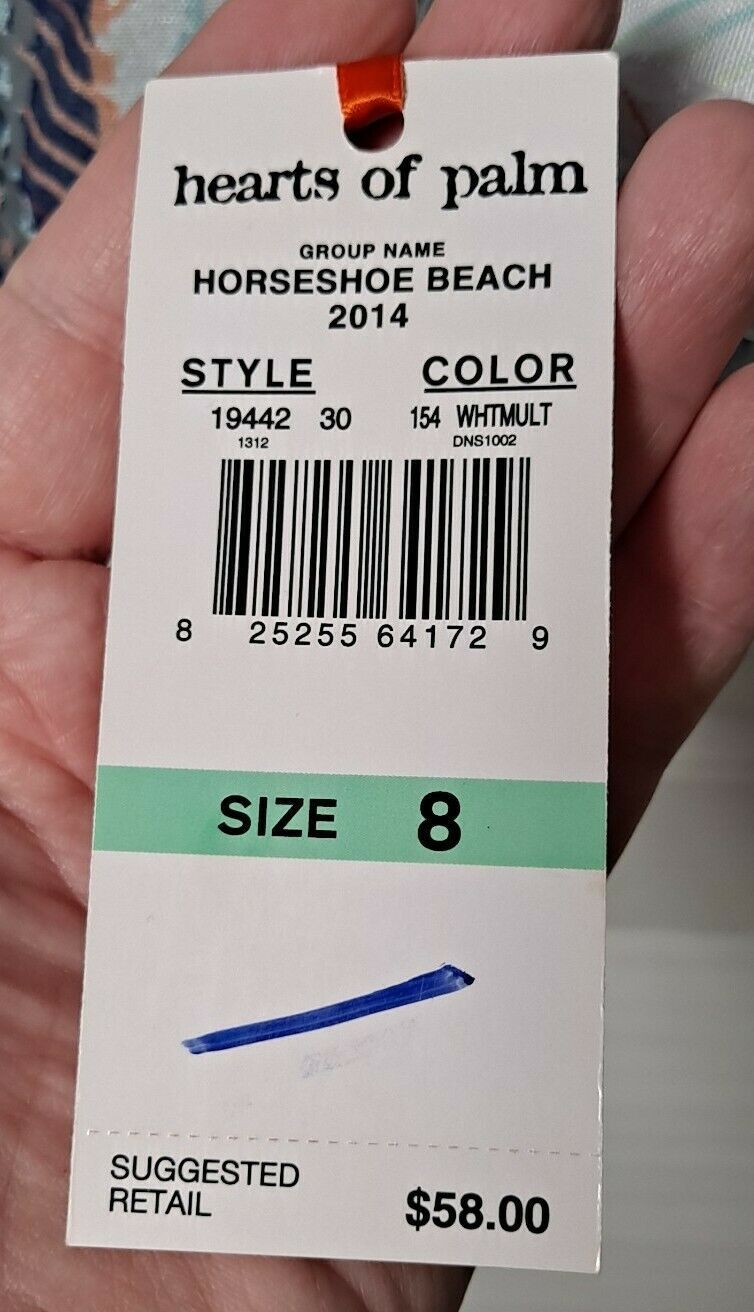 hearts of palm
GROUP NAME
HORSESHOE BEACH
2014
STYLE COLOR
19442 30 154 WHTMULT
1312 DNS1002
8 25255 64172 9
SIZE 8
SUGGESTED
RETAIL $58.00